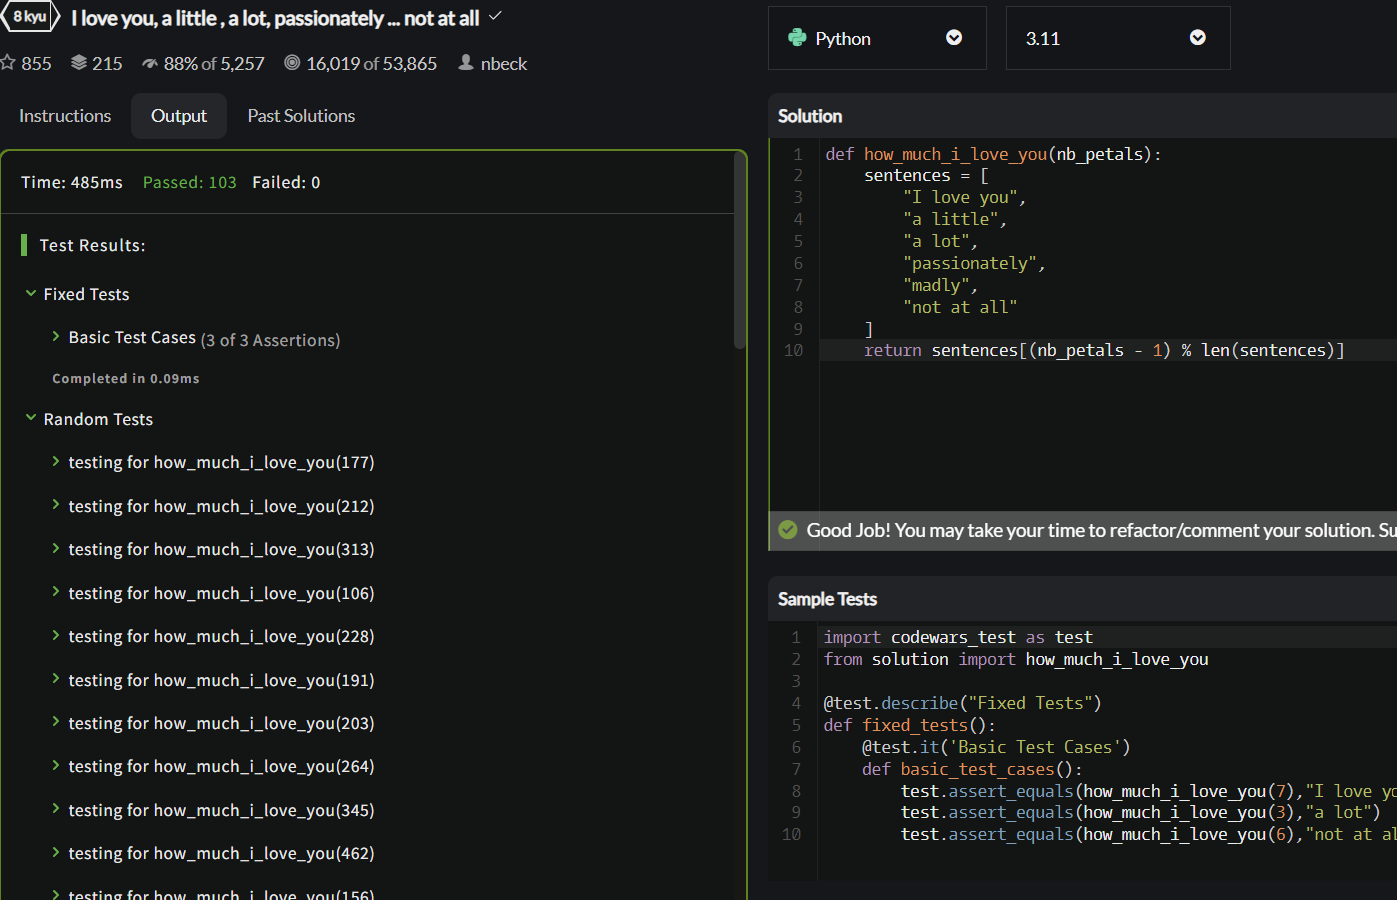 8 kyu I love you, a little , a lot, passionately ... not at all
855 215 88% of 5,257 16,019 of 53,865 nbeck
Instructions Output Past Solutions
Time: 485ms Passed: 103 Failed: 0
Test Results:
Fixed Tests
Basic Test Cases (3 of 3 Assertions)
Completed in 0.09ms
Random Tests
testing for how_much_i_love_you(177)
testing for how_much_i_love_you(212)
testing for how_much_i_love_you(313)
testing for how_much_i_love_you(106)
testing for how_much_i_love_you(228)
testing for how_much_i_love_you(191)
testing for how_much_i_love_you(203)
testing for how_much_i_love_you(264)
testing for how_much_i_love_you(345)
testing for how_much_i_love_you(462)
testing for how_much_i_love_you(156)
Python 3.11
Solution
1 def how_much_i_love_you(nb_petals):
2 sentences = [
3 "I love you",
4 "a little",
5 "a lot",
6 "passionately",
7 "madly",
8 "not at all"
9 ]
10 return sentences[(nb_petals - 1) % len(sentences)]
Good Job! You may take your time to refactor/comment your solution. Su
Sample Tests
1 import codewars_test as test
2 from solution import how_much_i_love_you
3
4 @test.describe("Fixed Tests")
5 def fixed_tests():
6 @test.it('Basic Test Cases')
7 def basic_test_cases():
8 test.assert_equals(how_much_i_love_you(7),"I love yo
9 test.assert_equals(how_much_i_love_you(3),"a lot")
10 test.assert_equals(how_much_i_love_you(6),"not at al